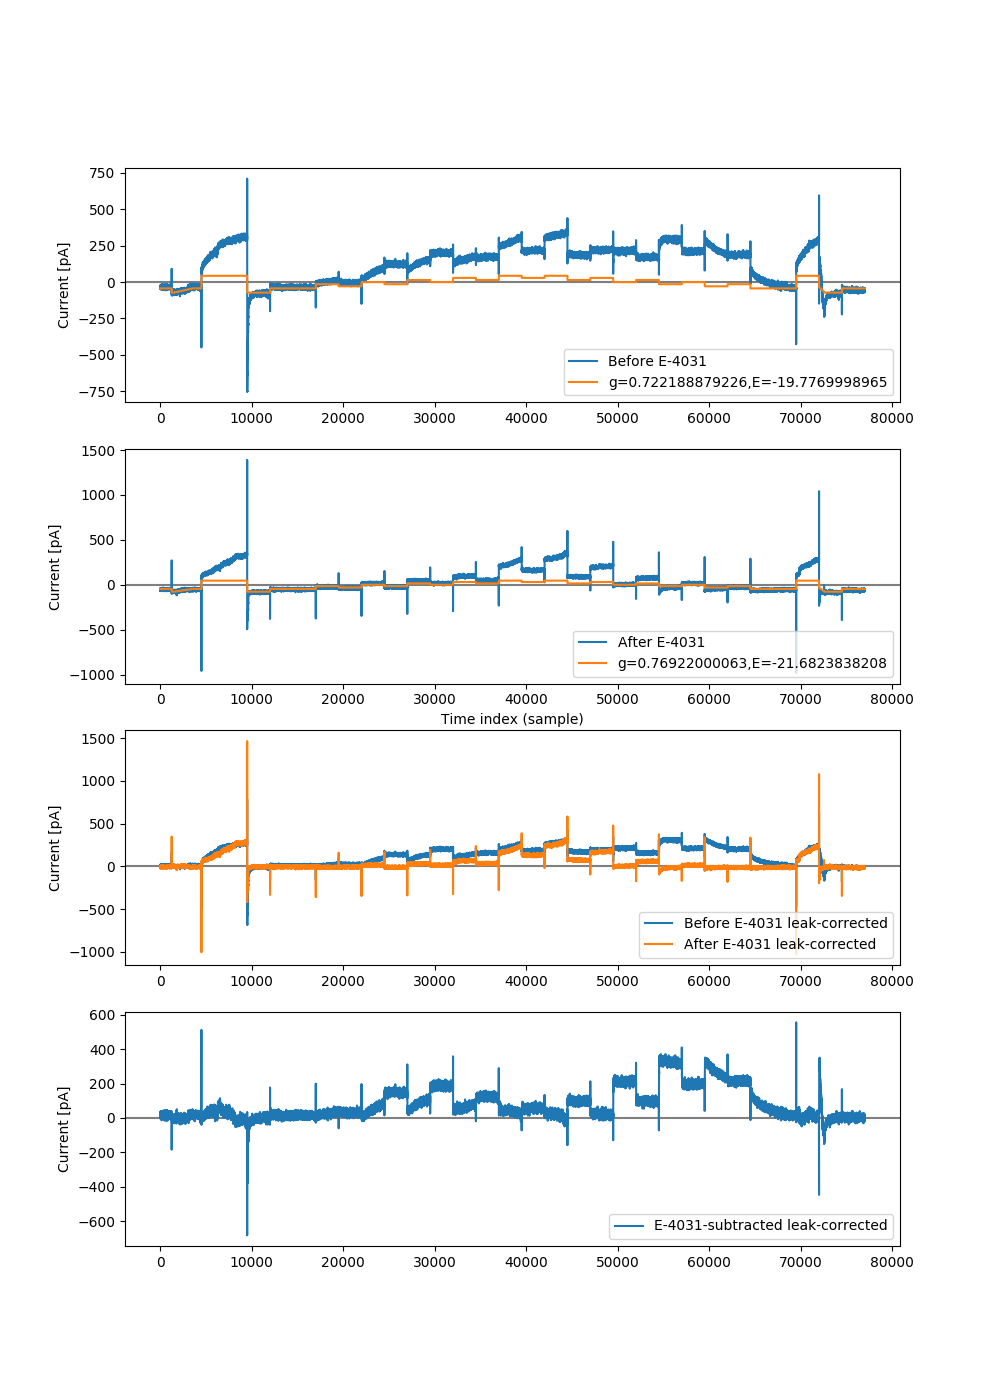 750
500
250
0
−250
−500
−750
Current [pA]
Before E-4031
g=0.722188879226,E=-19.7769998965
0 10000 20000 30000 40000 50000 60000 70000 80000
1500
1000
500
0
−500
−1000
Current [pA]
After E-4031
g=0.76922000063,E=-21.6823838208
0 10000 20000 30000 40000 50000 60000 70000 80000
Time index (sample)
1500
1000
500
0
−500
−1000
Current [pA]
Before E-4031 leak-corrected
After E-4031 leak-corrected
0 10000 20000 30000 40000 50000 60000 70000 80000
600
400
200
0
−200
−400
−600
Current [pA]
E-4031-subtracted leak-corrected
0 10000 20000 30000 40000 50000 60000 70000 80000